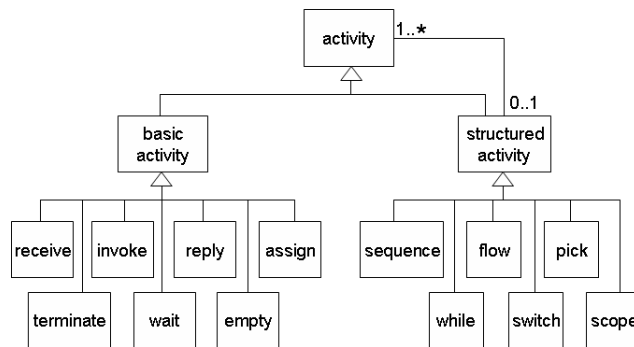 activity
1..*
0..1
basic
activity
structured
activity
receive
invoke
reply
assign
sequence
flow
pick
terminate
wait
empty
while
switch
scope